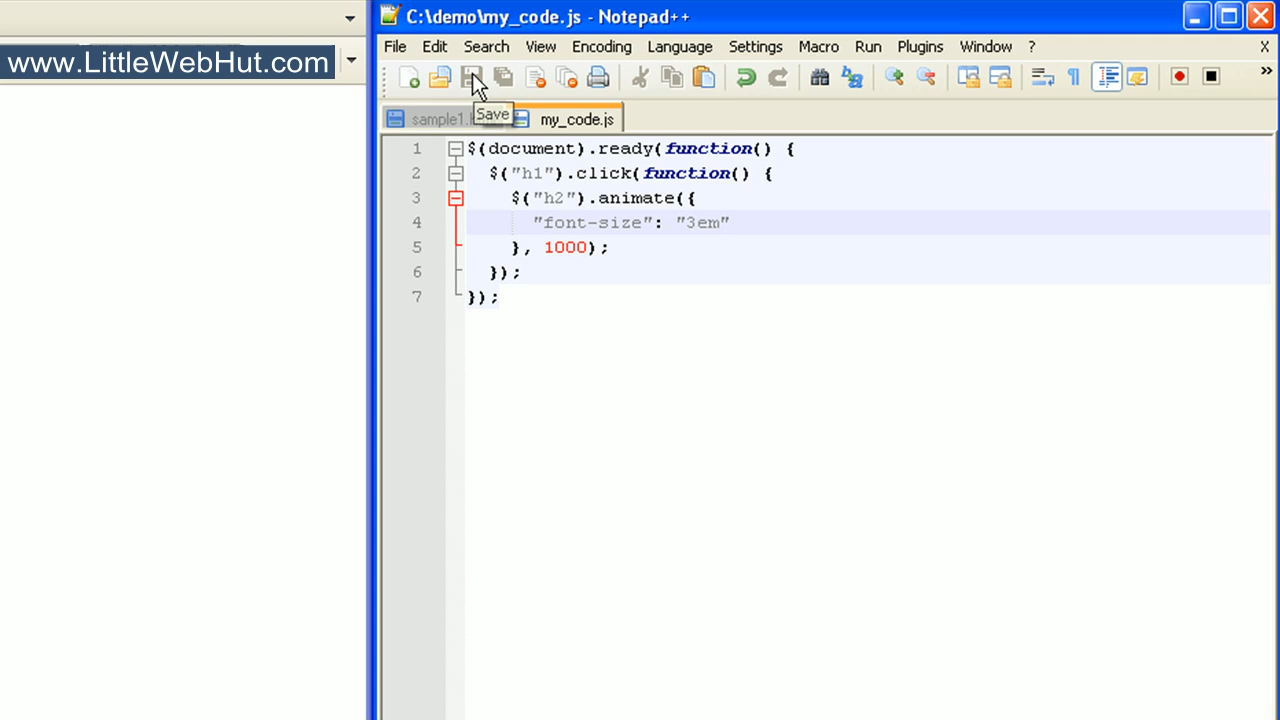 www.LittleWebHut.com
C:\demo\my_code.js - Notepad++
File Edit Search View Encoding Language Settings Macro Run Plugins Window ? X
Save
my_code.js
1 $(document).ready(function() {
2 $("h1").click(function() {
3 $("h2").animate({
4 "font-size": "3em"
5 }, 1000);
6 });
7 });